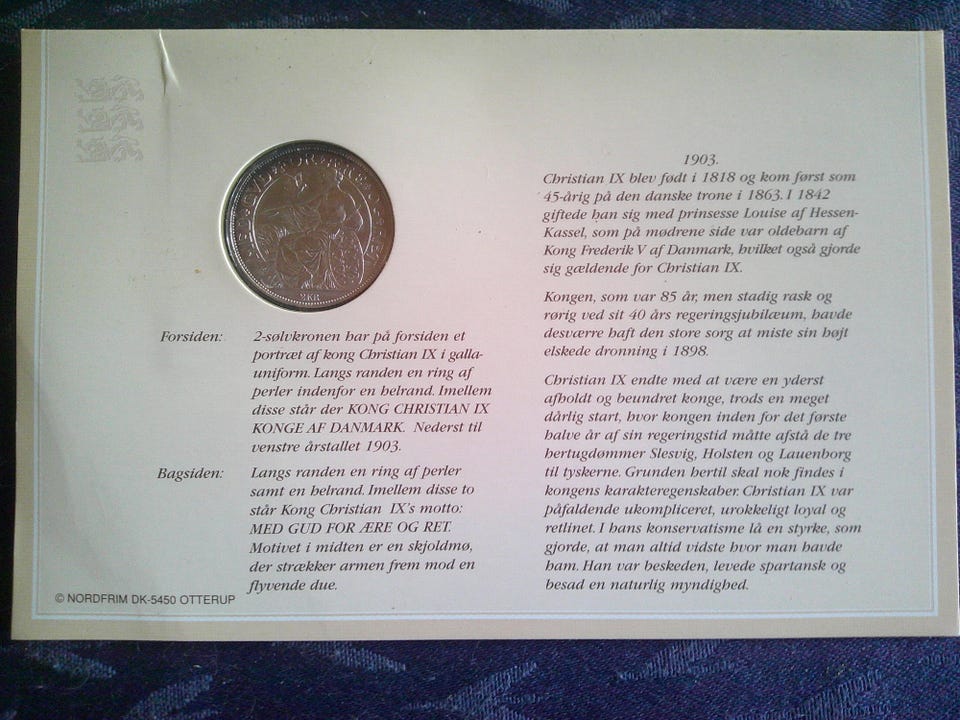 MED GUD FOR ÆRE OG RET
2 KR
Forsiden:
2-sølvkronen har på forsiden et
portræt af kong Christian IX i galla-
uniform. Langs randen en ring af
perler indenfor en helrand. Imellem
disse står der KONG CHRISTIAN IX
KONGE AF DANMARK. Nederst til
venstre årstallet 1903.
Bagsiden:
Langs randen en ring af perler
samt en helrand. Imellem disse to
står Kong Christian IX's motto:
MED GUD FOR ÆRE OG RET.
Motivet i midten er en skjoldmø,
der strækker armen frem mod en
flyvende due.
© NORDFRIM DK-5450 OTTERUP
1903.
Christian IX blev født i 1818 og kom først som
45-årig på den danske trone i 1863. I 1842
giftede han sig med prinsesse Louise af Hessen-
Kassel, som på mødrene side var oldebarn af
Kong Frederik V af Danmark, hvilket også gjorde
sig gældende for Christian IX.
Kongen, som var 85 år, men stadig rask og
rørig ved sit 40 års regeringsjubilæum, havde
desværre haft den store sorg at miste sin højt
elskede dronning i 1898.
Christian IX endte med at være en yderst
afholdt og beundret konge, trods en meget
dårlig start, hvor kongen inden for det første
halve år af sin regeringstid måtte afstå de tre
hertugdømmer Slesvig, Holsten og Lauenborg
til tyskerne. Grunden hertil skal nok findes i
kongens karakteregenskaber. Christian IX var
påfaldende ukompliceret, urokkeligt loyal og
retlinet. I hans konservatisme lå en styrke, som
gjorde, at man altid vidste hvor man havde
ham. Han var beskeden, levede spartansk og
besad en naturlig myndighed.